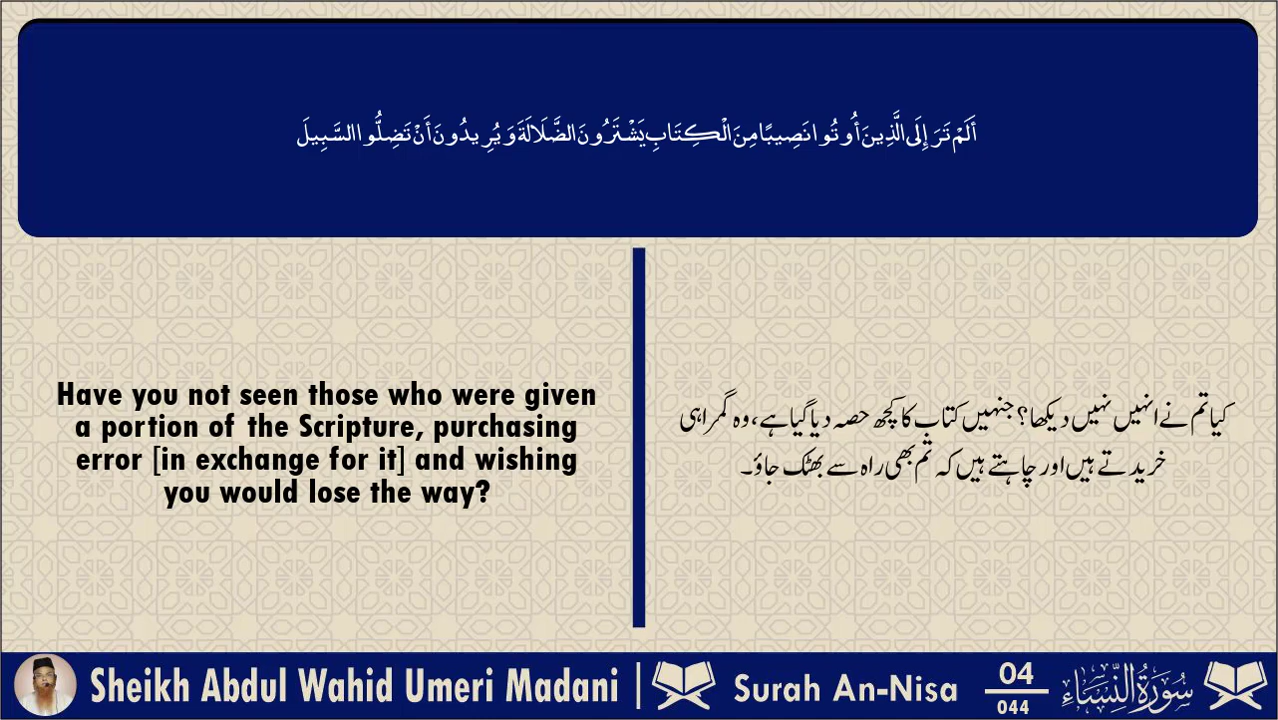 أَلَمْ تَرَ إِلَى الَّذِينَ أُوتُوا نَصِيبًا مِنَ الْكِتَابِ يَشْتَرُونَ الضَّلَالَةَ وَيُرِيدُونَ أَنْ تَضِلُّوا السَّبِيلَ
Have you not seen those who were given
a portion of the Scripture, purchasing
error [in exchange for it] and wishing
you would lose the way?
کیا تم نے انہیں نہیں دیکھا؟ جنہیں کتاب کا کچھ حصہ دیا گیا ہے، وہ گمراہی
خریدتے ہیں اور چاہتے ہیں کہ تم بھی راہ سے بھٹک جاؤ۔
Sheikh Abdul Wahid Umeri Madani |
Surah An-Nisa
04
044
سُورَةُ النِّسَاءِ